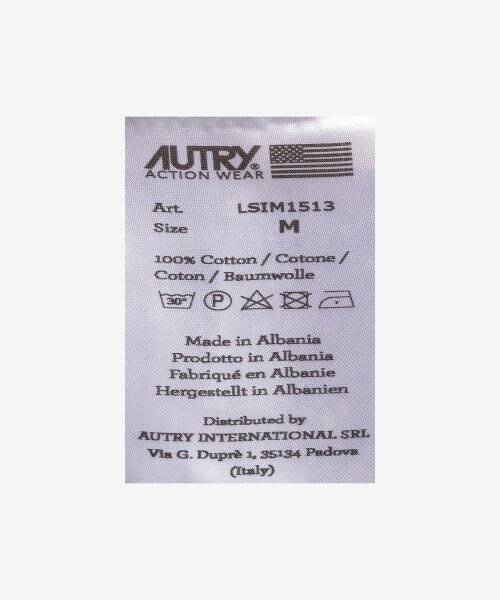 AUTRY®
ACTION WEAR
Art. LSIM1513
Size M
100% Cotton / Cotone /
Coton / Baumwolle
30° P
Made in Albania
Prodotto in Albania
Fabriqué en Albanie
Hergestellt in Albanien
Distributed by
AUTRY INTERNATIONAL SRL
Via G. Duprè 1, 35134 Padova
(Italy)